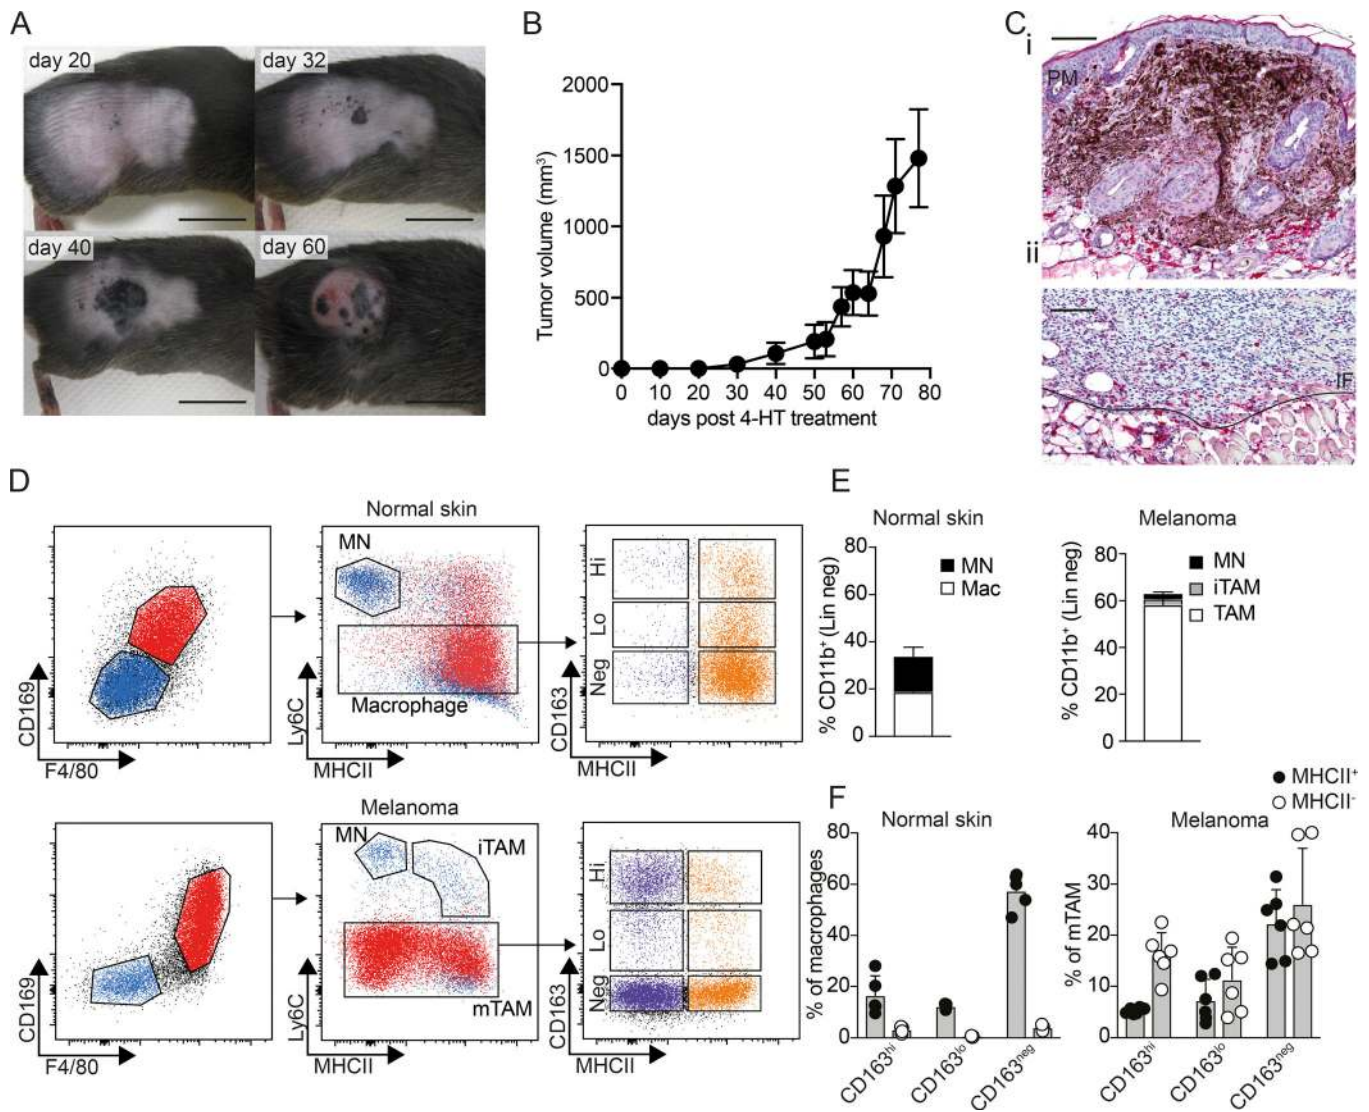 A
day 20
day 32
day 40
day 60
B
Tumor volume (mm³)
2000
1500
1000
500
0
0 10 20 30 40 50 60 70 80
days post 4-HT treatment
C
i
PM
ii
IF
D
Normal skin
CD169
F4/80
MN
Macrophage
Ly6C
MHCII
Hi
Lo
Neg
CD163
MHCII
Melanoma
CD169
F4/80
MN
iTAM
mTAM
Ly6C
MHCII
Hi
Lo
Neg
CD163
MHCII
E
Normal skin
% CD11b⁺ (Lin neg)
80
60
40
20
0
MN
Mac
Melanoma
% CD11b⁺ (Lin neg)
80
60
40
20
0
MN
iTAM
TAM
F
MHCII⁺
MHCII⁻
Normal skin
% of macrophages
80
60
40
20
0
CD163ʰⁱ
CD163ˡᵒ
CD163ⁿᵉᵍ
Melanoma
% of mTAM
40
30
20
10
0
CD163ʰⁱ
CD163ˡᵒ
CD163ⁿᵉᵍ